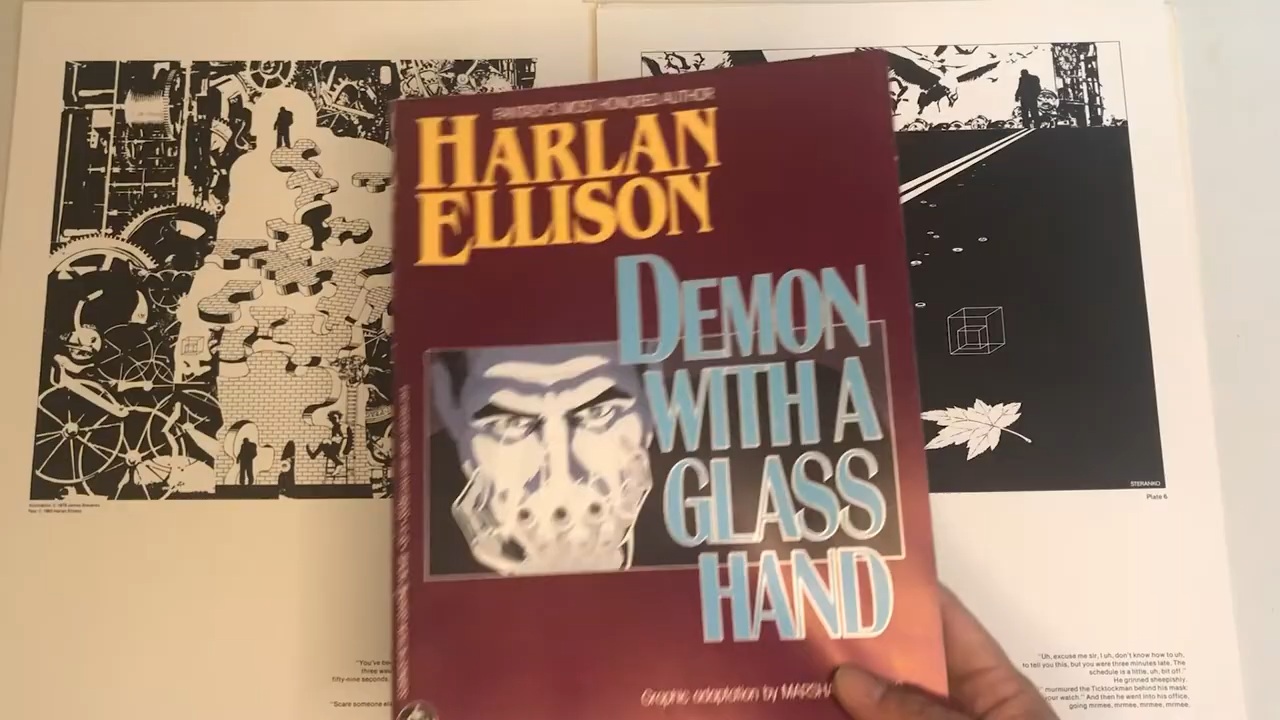 FANTASY'S MOST HONORED AUTHOR
HARLAN
ELLISON
DEMON
WITH A
GLASS
HAND
Graphic adaptation by MARSHA
STERANKO
Plate 6.
"You've be
three
fifty-nine seconds
"Scare someone el
"Uh, excuse me sir, I uh, don't know how to uh,
to tell you this, but you were three minutes late. The
schedule is a little, uh, bit off."
He grinned sheepishly.
murmured the Ticktockman behind his mask:
your watch." And then he went into his office,
going mrmee, mrmee, mrmee, mrmee.